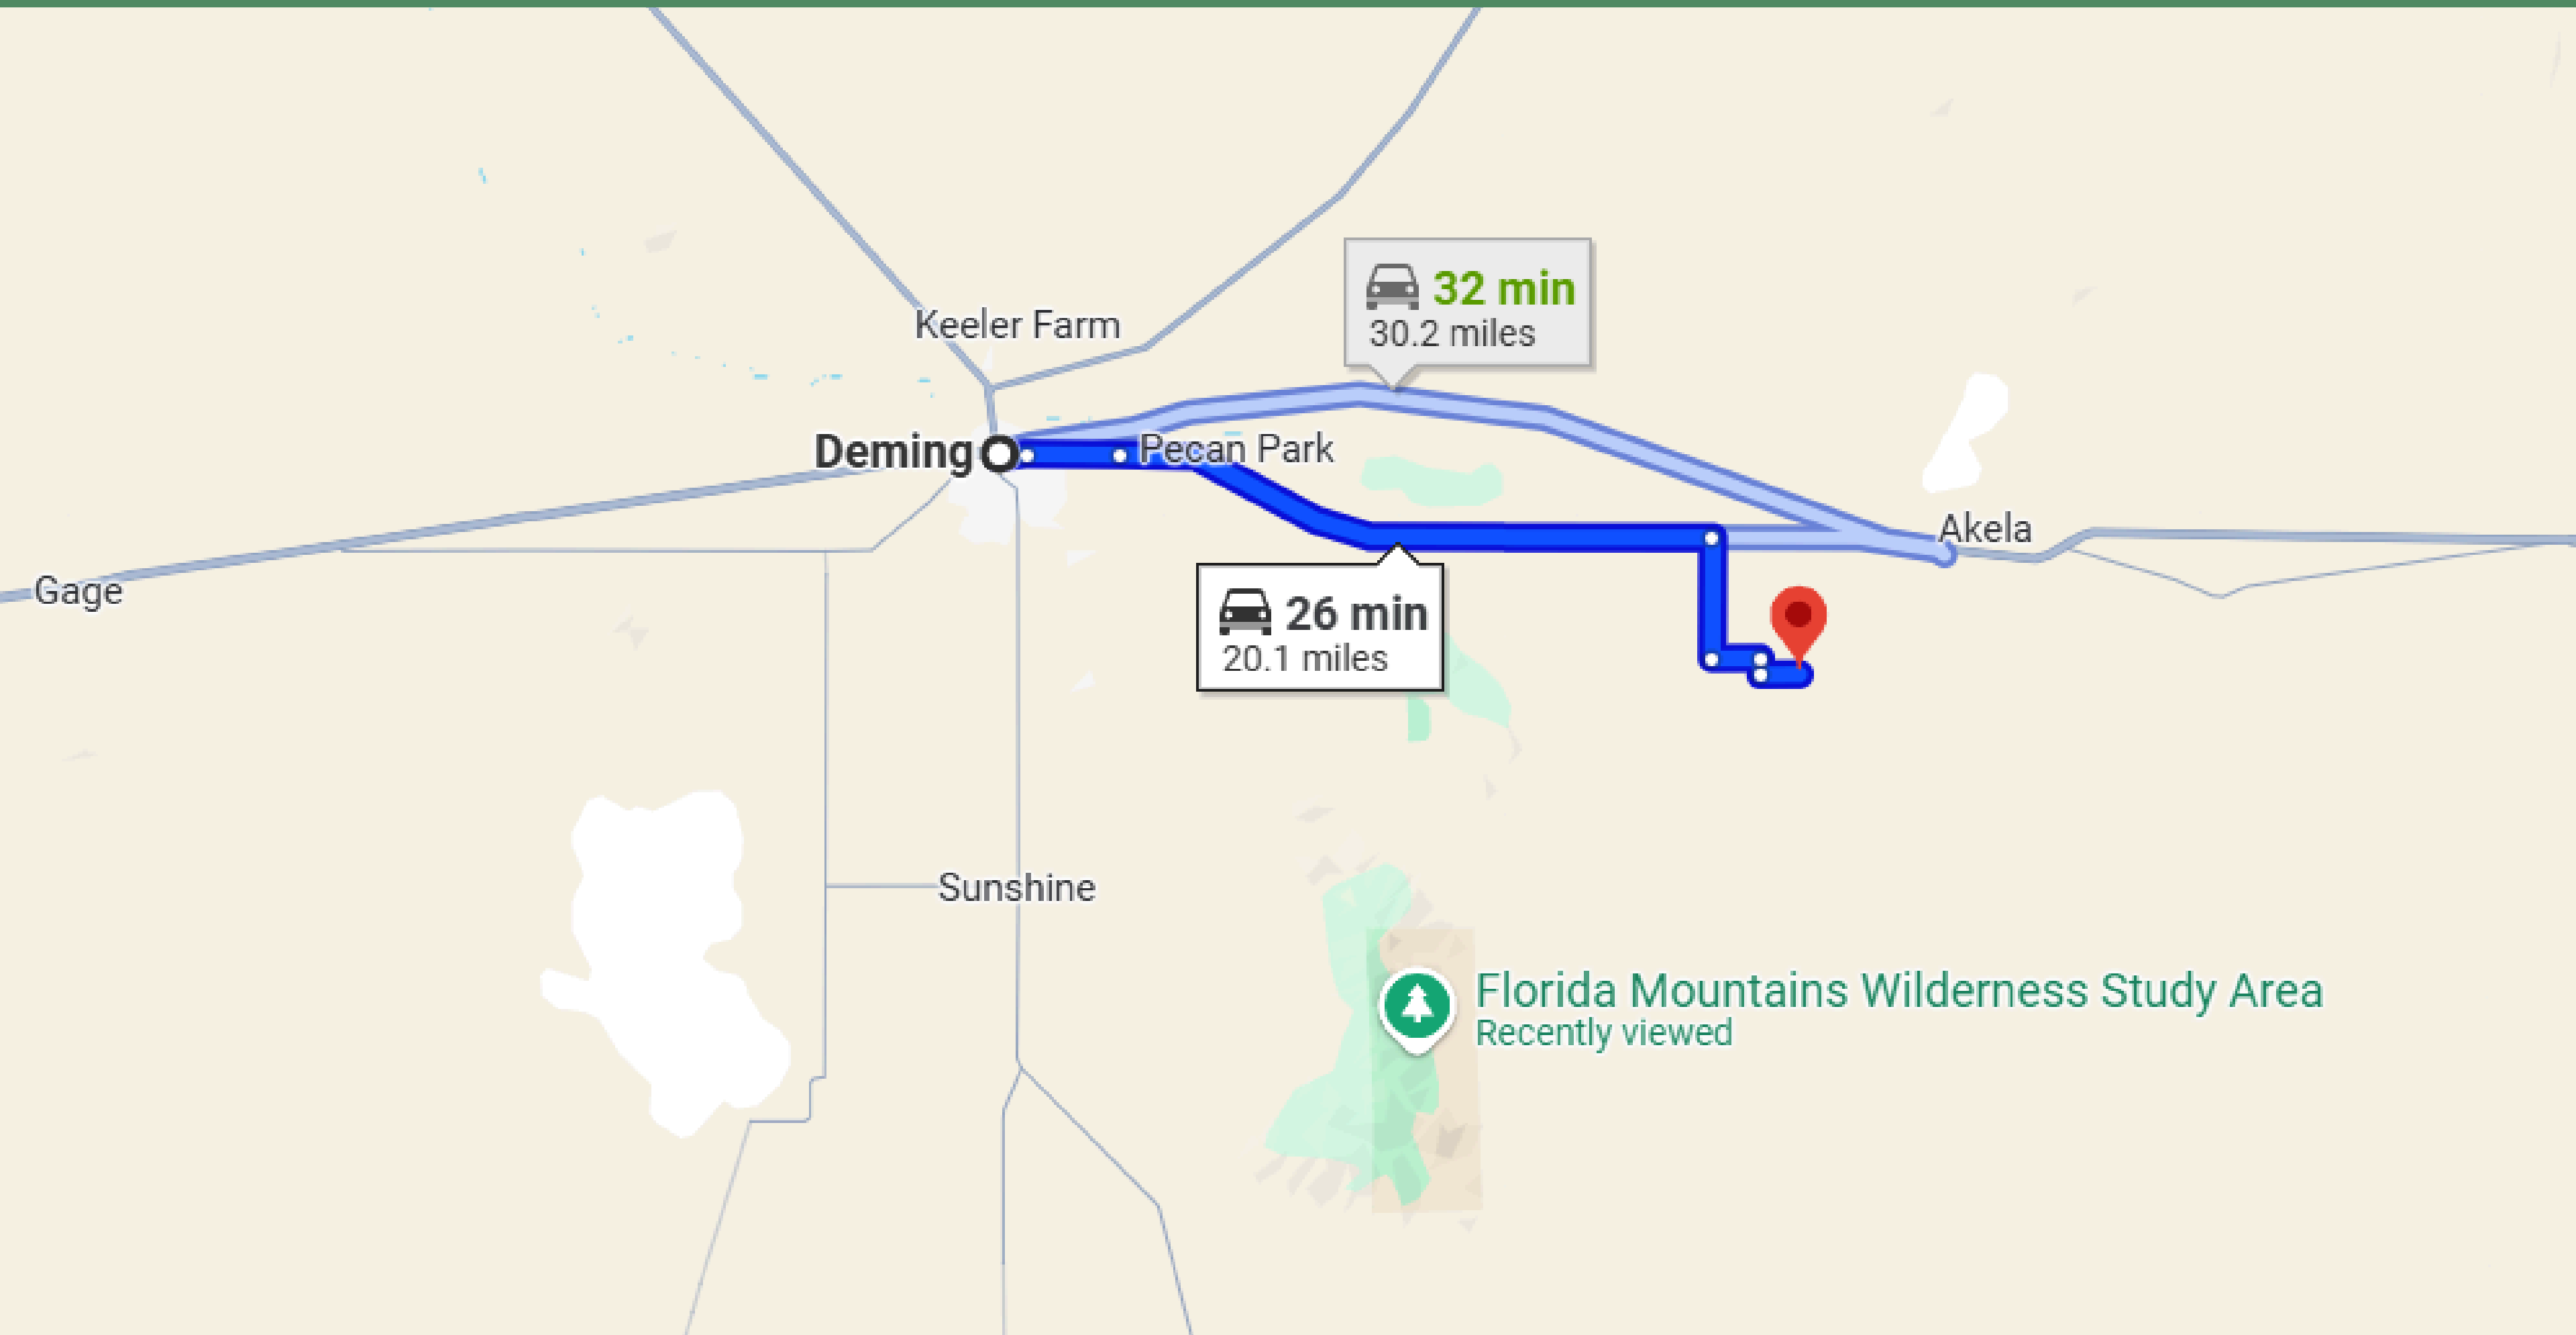 32 min
30.2 miles
Keeler Farm
Deming
Pecan Park
Akela
Gage
26 min
20.1 miles
Sunshine
Florida Mountains Wilderness Study Area
Recently viewed